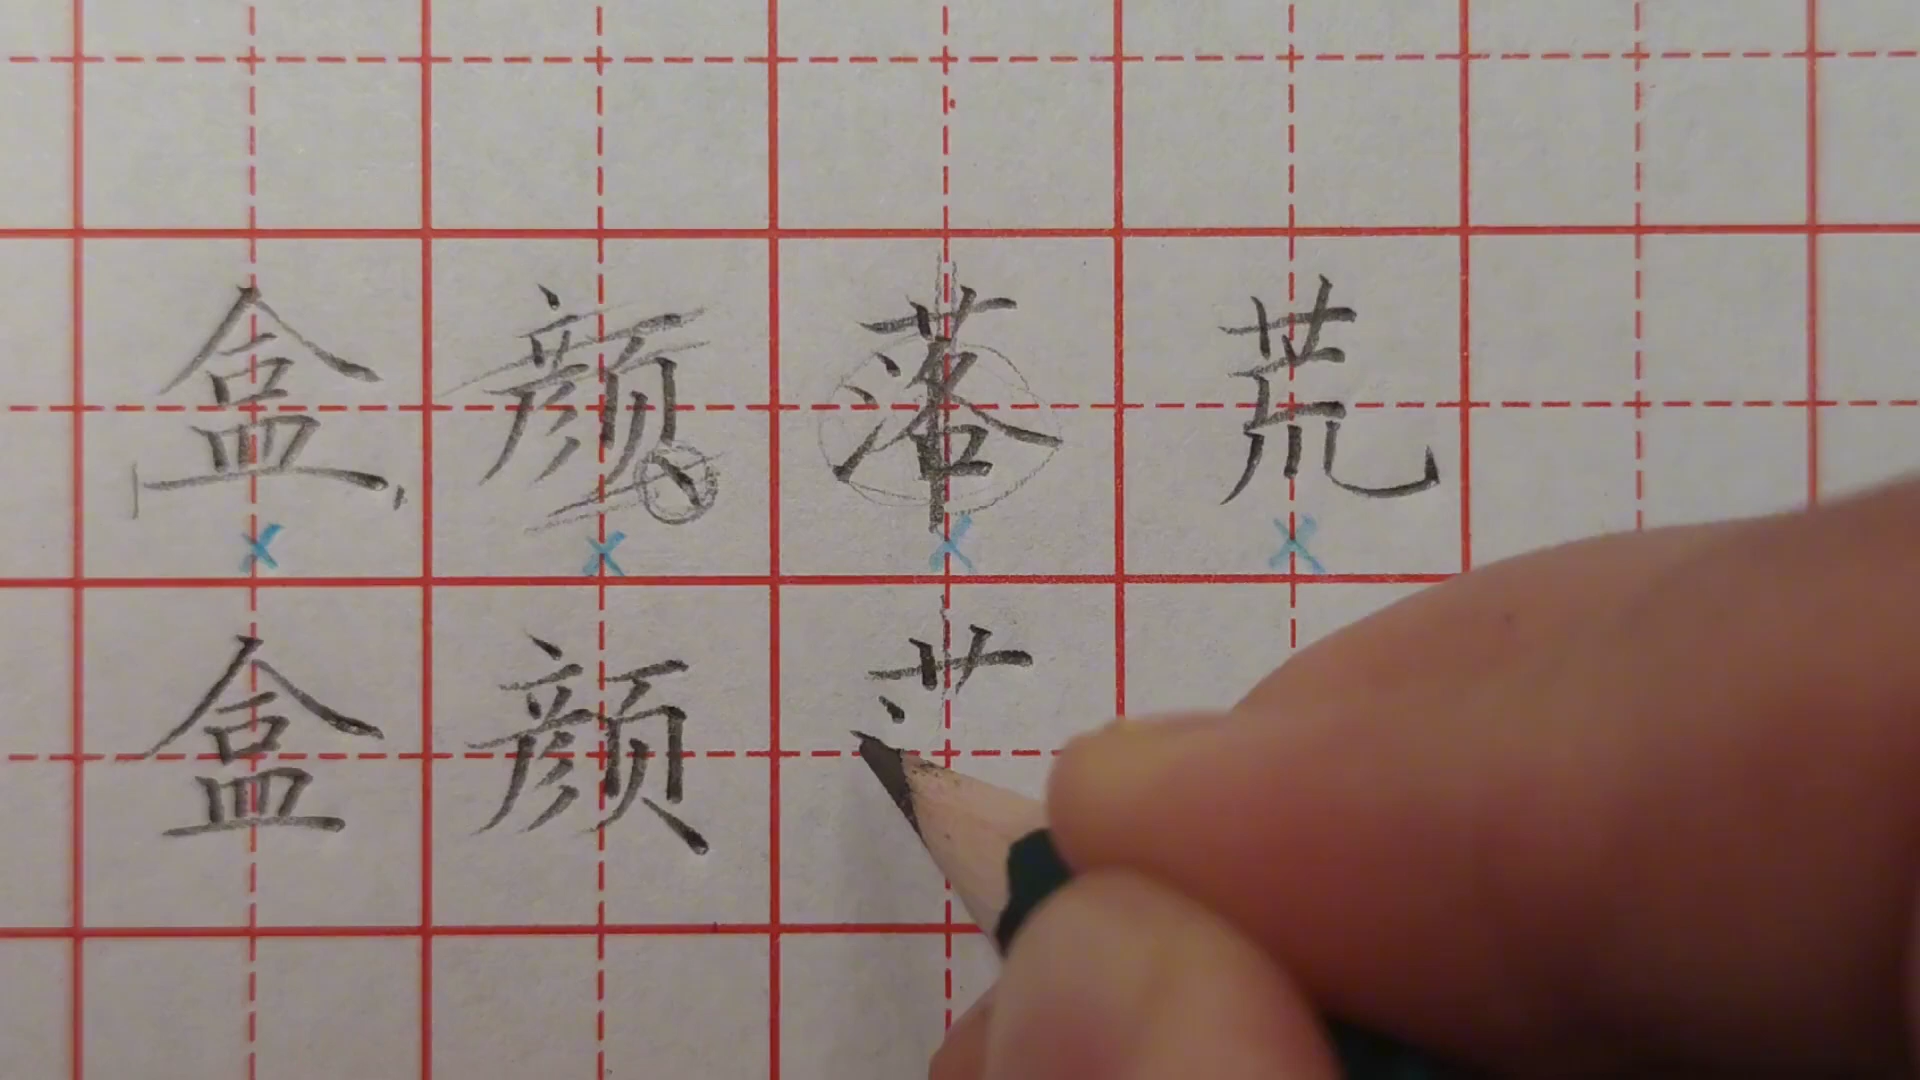 盒颜落荒
× × × ×
盒颜